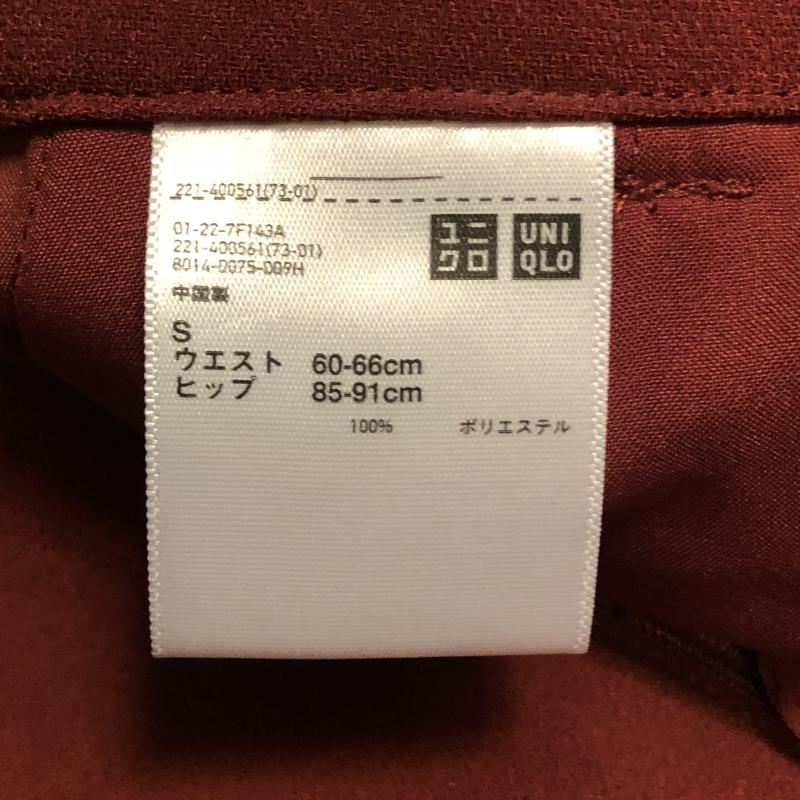 221-400561(73-01)
01-22-7F143A
221-400561(73-01)
8014-0075-009H
中国製
ユニ
クロ
UNI
QLO
S
ウエスト 60-66cm
ヒップ 85-91cm
100% ポリエステル